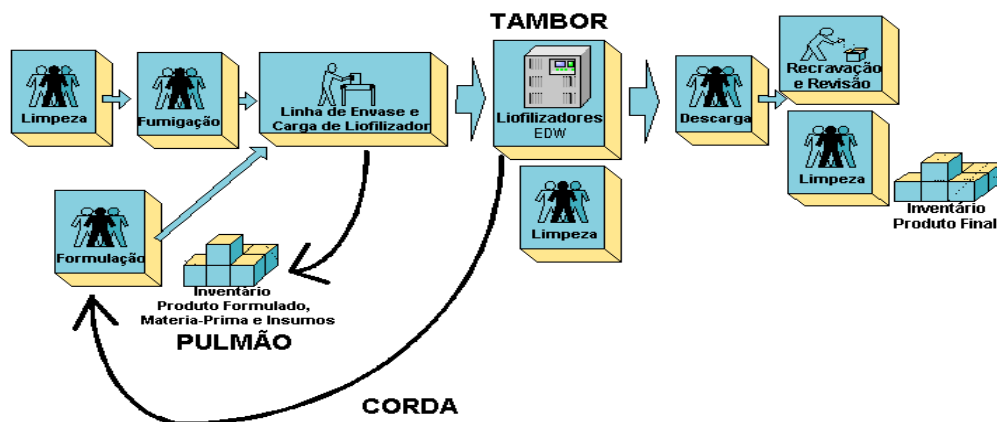 TAMBOR
Limpeza
Fumigação
Linha de Envase e
Carga de Liofilizador
Liofilizadores
EDW
Descarga
Recravação
e Revisão
Limpeza
Limpeza
Inventário
Produto Final
Formulação
Inventário
Produto Formulado,
Materia-Prima e Insumos
PULMÃO
CORDA